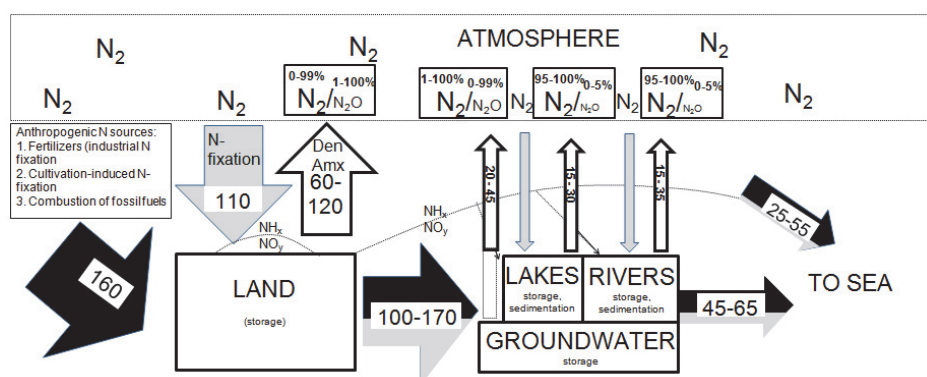 N2
N2
ATMOSPHERE
N2
N2
N2
N2
0-99%
1-100%
N2/N2O
1-100% 0-99%
N2/N2O
N2
95-100% 0-5%
N2/N2O
N2
95-100% 0-5%
N2/N2O
Anthropogenic N sources:
1. Fertilizers (industrial N
fixation
2. Cultivation-induced N-
fixation
3. Combustion of fossil fuels
N-
fixation
110
Den
Amx
60-
120
20 - 45
15 - 30
15 - 35
25-55
NHx
NOy
NHx
NOy
160
LAND
(storage)
100-170
LAKES
storage,
sedimentation
RIVERS
storage,
sedimentation
GROUNDWATER
storage
45-65
TO SEA